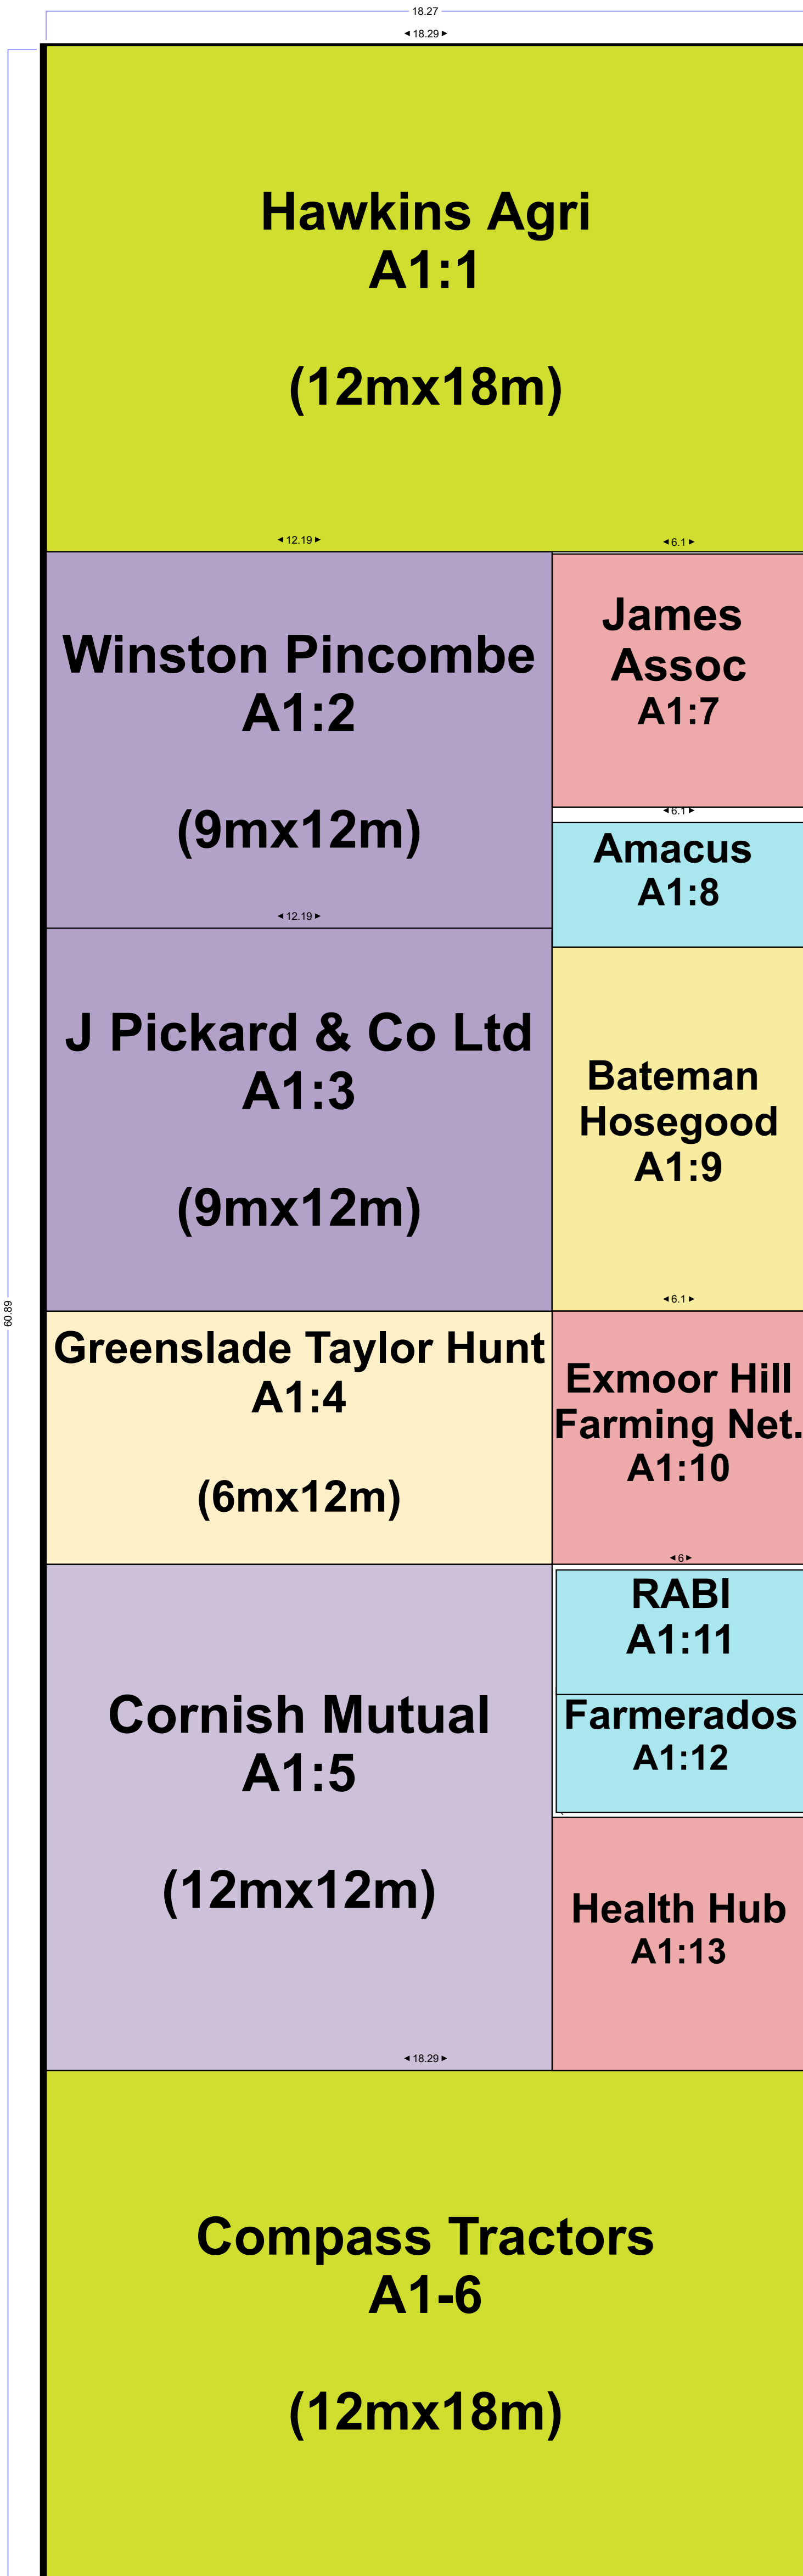 18.27
18.29
Hawkins Agri
A1:1
(12mx18m)
12.19
6.1
Winston Pincombe
A1:2
(9mx12m)
James
Assoc
A1:7
6.1
Amacus
A1:8
12.19
J Pickard & Co Ltd
A1:3
(9mx12m)
Bateman
Hosegood
A1:9
6.1
60.89
Greenslade Taylor Hunt
A1:4
(6mx12m)
Exmoor Hill
Farming Net.
A1:10
6
RABI
A1:11
Farmerados
A1:12
Cornish Mutual
A1:5
(12mx12m)
Health Hub
A1:13
18.29
Compass Tractors
A1-6
(12mx18m)